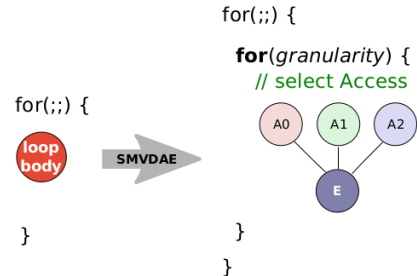 for(;;) {
loop
body
}
SMVDAE
for(;;) {
for(granularity) {
// select Access
A0 A1 A2
E
}
}